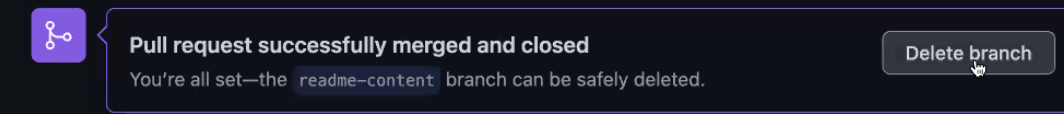 Pull request successfully merged and closed
You're all set—the readme-content branch can be safely deleted.
Delete branch